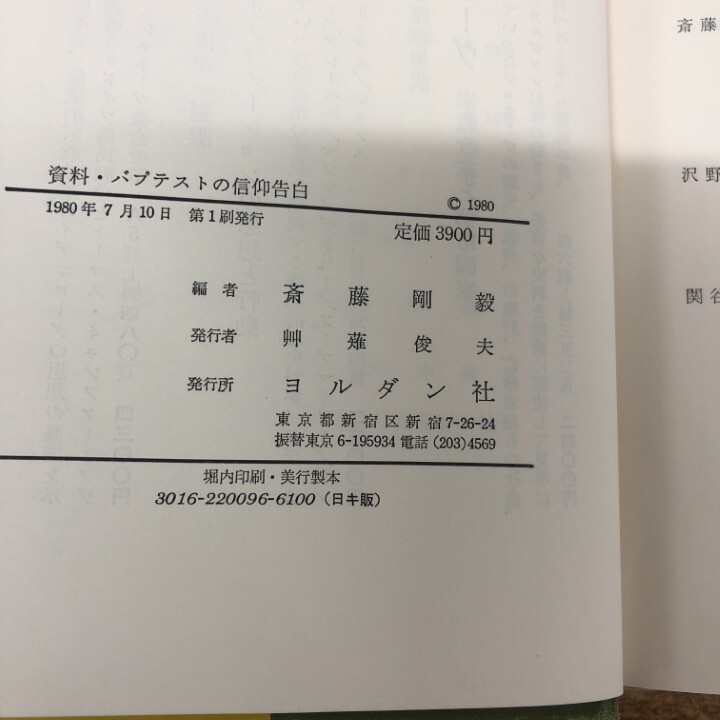 資料・バプテストの信仰告白
© 1980
1980年7月10日 第1刷発行
定価3900円
編者 斎藤剛毅
発行者 艸薙俊夫
発行所 ヨルダン社
東京都新宿区新宿7-26-24
振替東京6-195934 電話(203)4569
堀内印刷・美行製本
3016-220096-6100 (日キ版)
斎藤
沢野
関谷